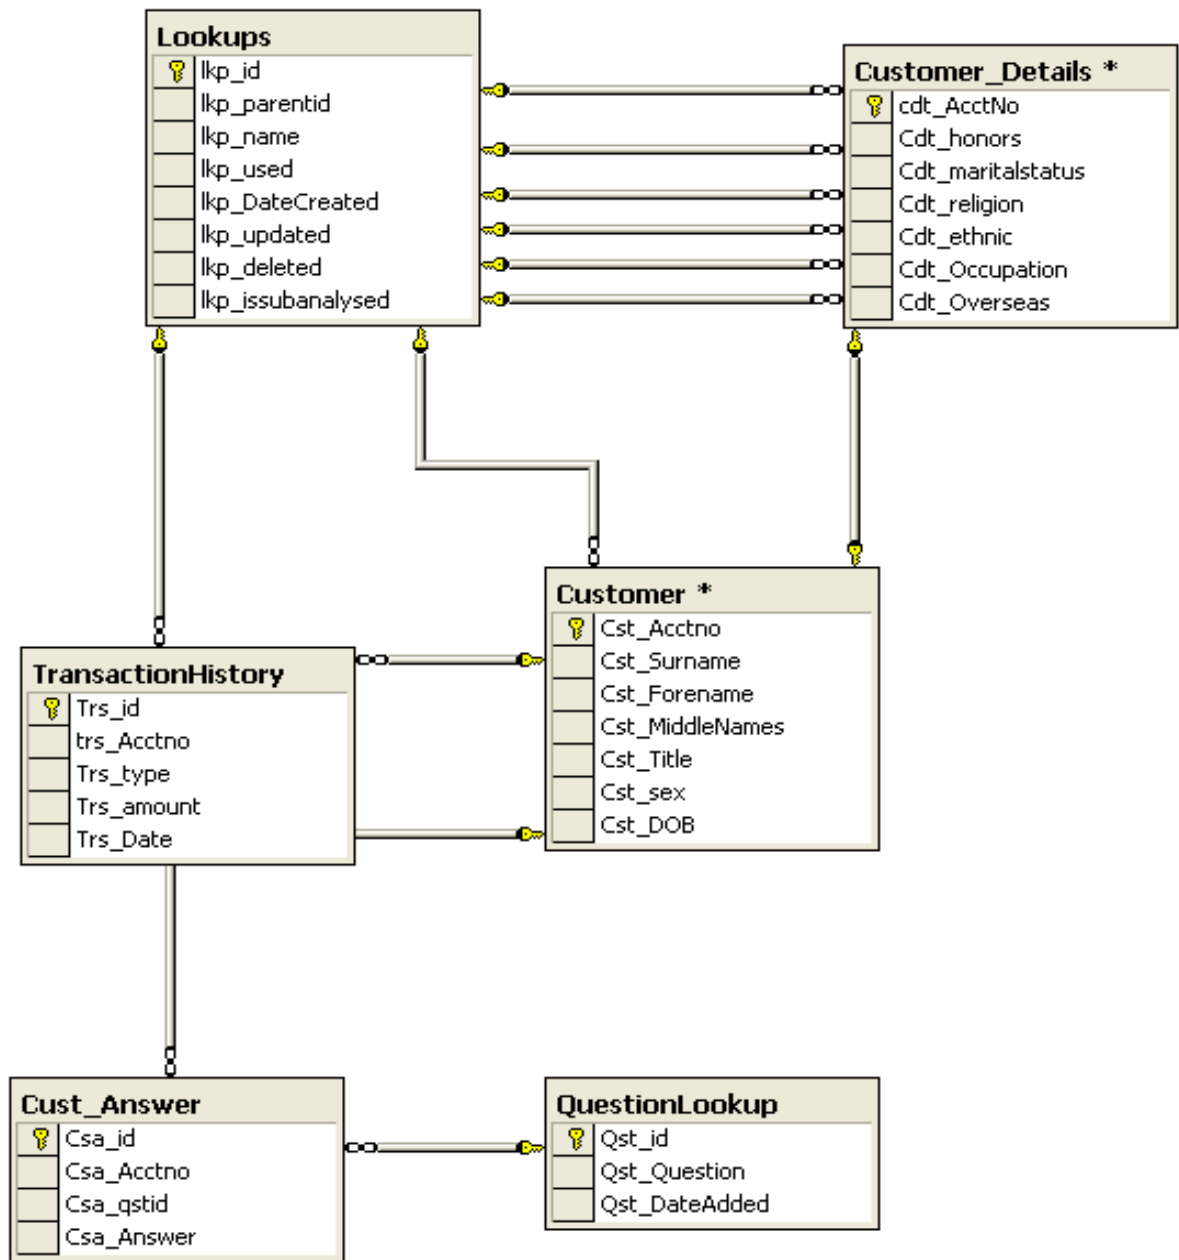 Lookups
lkp_id
lkp_parentid
lkp_name
lkp_used
lkp_DateCreated
lkp_updated
lkp_deleted
lkp_issubanalysed
Customer_Details *
cdt_AcctNo
Cdt_honors
Cdt_maritalstatus
Cdt_religion
Cdt_ethnic
Cdt_Occupation
Cdt_Overseas
Customer *
Cst_Acctno
Cst_Surname
Cst_Forename
Cst_MiddleNames
Cst_Title
Cst_sex
Cst_DOB
TransactionHistory
Trs_id
trs_Acctno
Trs_type
Trs_amount
Trs_Date
Cust_Answer
Csa_id
Csa_Acctno
Csa_qstid
Csa_Answer
QuestionLookup
Qst_id
Qst_Question
Qst_DateAdded